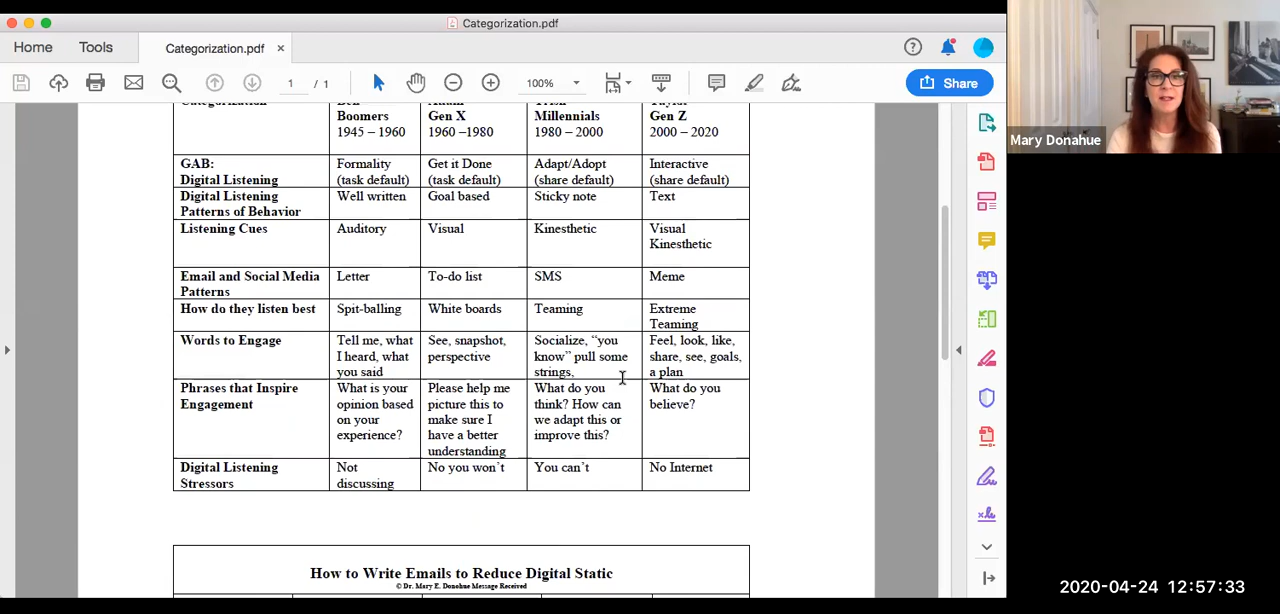 Categorization.pdf
Home Tools Categorization.pdf ×
1 / 1 100% Share
Mary Donahue
Boomers Gen X Millennials Gen Z
1945 – 1960 1960 –1980 1980 – 2000 2000 – 2020
GAB: Formality Get it Done Adapt/Adopt Interactive
Digital Listening (task default) (task default) (share default) (share default)
Digital Listening Well written Goal based Sticky note Text
Patterns of Behavior
Listening Cues Auditory Visual Kinesthetic Visual
Kinesthetic
Email and Social Media Letter To-do list SMS Meme
Patterns
How do they listen best Spit-balling White boards Teaming Extreme
Teaming
Words to Engage Tell me, what See, snapshot, Socialize, “you Feel, look, like,
I heard, what perspective know” pull some share, see, goals,
you said strings, a plan
Phrases that Inspire What is your Please help me What do you What do you
Engagement opinion based picture this to think? How can believe?
on your make sure I we adapt this or
experience? have a better improve this?
understanding
Digital Listening Not No you won’t You can’t No Internet
Stressors discussing
How to Write Emails to Reduce Digital Static
© Dr. Mary E. Donohue Message Received
2020-04-24 12:57:33